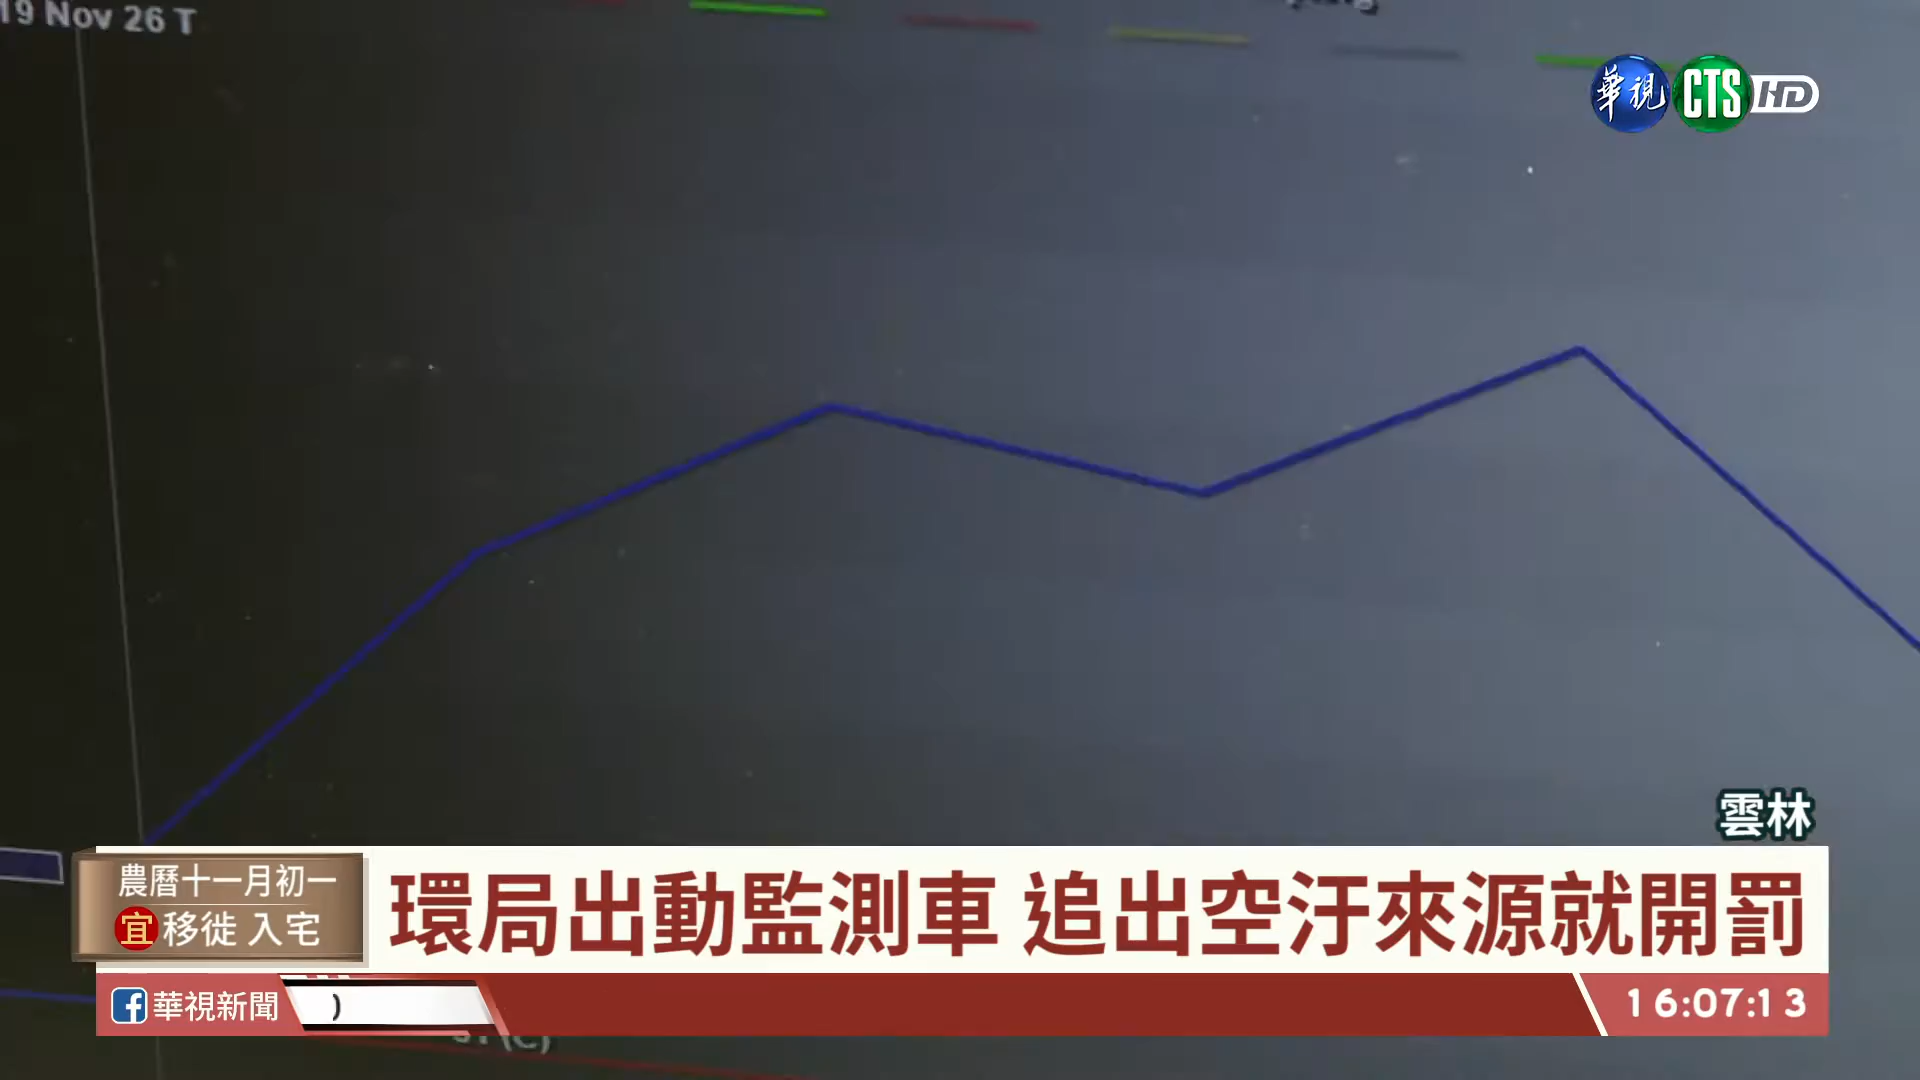 19 Nov 26 T
華視 CTS HD
雲林
農曆十一月初一
宜 移徙 入宅
環局出動監測車 追出空汙來源就開罰
華視新聞
)
16:07:13